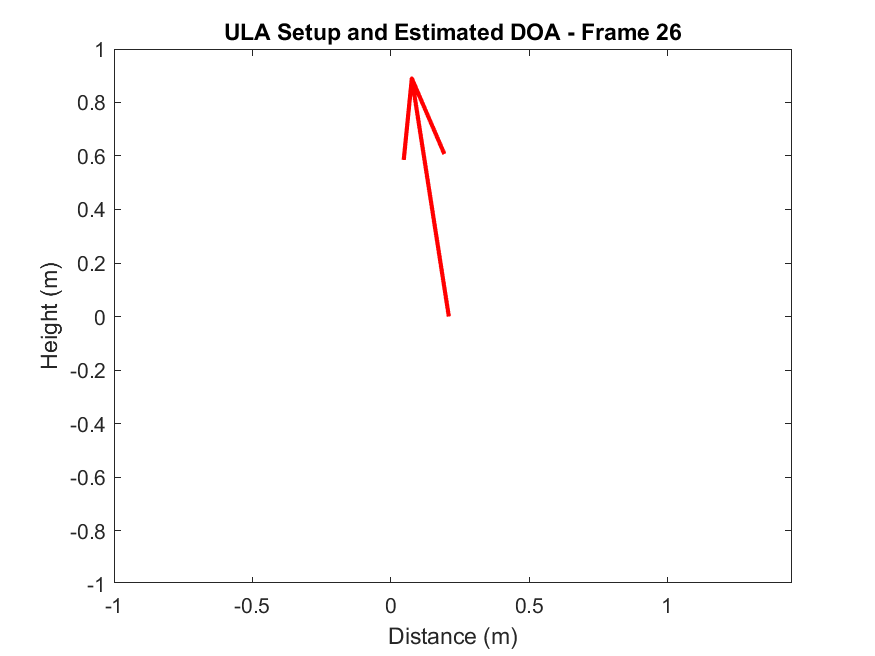 ULA Setup and Estimated DOA - Frame 26
1
0.8
0.6
0.4
0.2
0
-0.2
-0.4
-0.6
-0.8
-1
Height (m)
-1 -0.5 0 0.5 1
Distance (m)